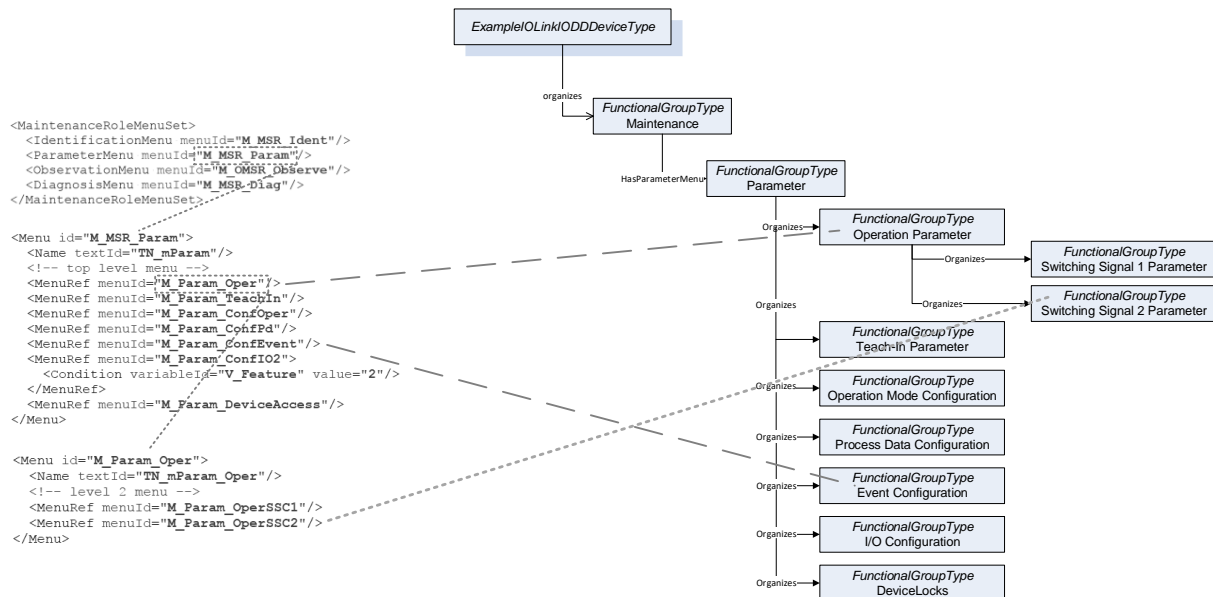 ExampleIOLinkIODDDeviceType
organizes
FunctionalGroupType
Maintenance
HasParameterMenu
FunctionalGroupType
Parameter
<MaintenanceRoleMenuSet>
<IdentificationMenu menuId="M_MSR_Ident"/>
<ParameterMenu menuId="M_MSR_Param"/>
<ObservationMenu menuId="M_OMSR_Observe"/>
<DiagnosisMenu menuId="M_MSR_Diag"/>
</MaintenanceRoleMenuSet>
<Menu id="M_MSR_Param">
<Name textId="TN_mParam"/>
<!-- top level menu -->
<MenuRef menuId="M_Param_Oper"/>
<MenuRef menuId="M_Param_TeachIn"/>
<MenuRef menuId="M_Param_ConfOper"/>
<MenuRef menuId="M_Param_ConfPd"/>
<MenuRef menuId="M_Param_ConfEvent"/>
<MenuRef menuId="M_Param_ConfIO2">
<Condition variableId="V_Feature" value="2"/>
</MenuRef>
<MenuRef menuId="M_Param_DeviceAccess"/>
</Menu>
<Menu id="M_Param_Oper">
<Name textId="TN_mParam_Oper"/>
<!-- level 2 menu -->
<MenuRef menuId="M_Param_OperSSC1"/>
<MenuRef menuId="M_Param_OperSSC2"/>
</Menu>
Organizes
FunctionalGroupType
Operation Parameter
Organizes
FunctionalGroupType
Switching Signal 1 Parameter
Organizes
FunctionalGroupType
Switching Signal 2 Parameter
Organizes
FunctionalGroupType
Teach-In Parameter
Organizes
FunctionalGroupType
Operation Mode Configuration
Organizes
FunctionalGroupType
Process Data Configuration
Organizes
FunctionalGroupType
Event Configuration
Organizes
FunctionalGroupType
I/O Configuration
Organizes
FunctionalGroupType
DeviceLocks